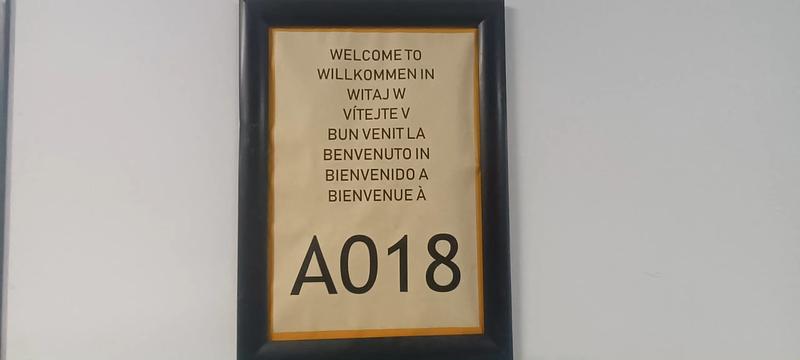 WELCOME TO
WILLKOMMEN IN
WITAJ W
VÍTEJTE V
BUN VENIT LA
BENVENUTO IN
BIENVENIDO A
BIENVENUE À
A018